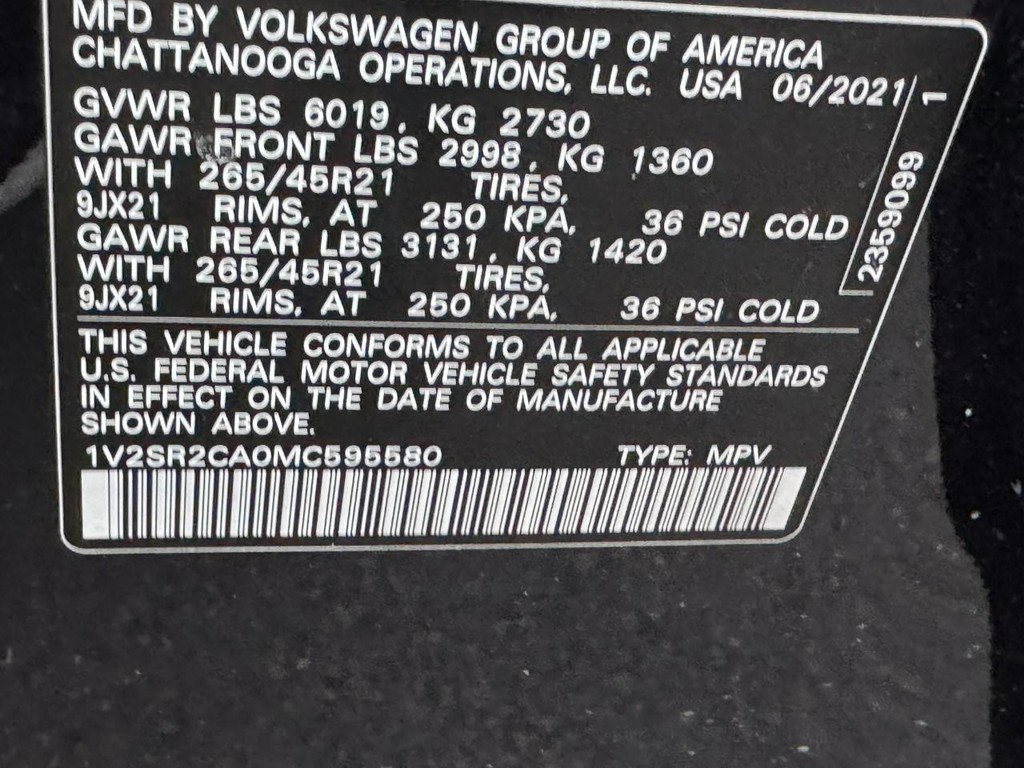 MFD BY VOLKSWAGEN GROUP OF AMERICA
CHATTANOOGA OPERATIONS, LLC. USA 06/2021
GVWR LBS 6019, KG 2730
GAWR FRONT LBS 2998, KG 1360
WITH 265/45R21 TIRES,
9JX21 RIMS, AT 250 KPA, 36 PSI COLD
GAWR REAR LBS 3131, KG 1420
WITH 265/45R21 TIRES,
9JX21 RIMS, AT 250 KPA, 36 PSI COLD
1
2359099
THIS VEHICLE CONFORMS TO ALL APPLICABLE
U.S. FEDERAL MOTOR VEHICLE SAFETY STANDARDS
IN EFFECT ON THE DATE OF MANUFACTURE
SHOWN ABOVE.
1V2SR2CA0MC595580 TYPE: MPV